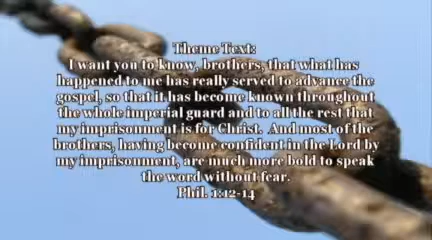 Theme Text:
I want you to know, brothers, that what has
happened to me has really served to advance the
gospel, so that it has become known throughout
the whole imperial guard and to all the rest that
my imprisonment is for Christ. And most of the
brothers, having become confident in the Lord by
my imprisonment, are much more bold to speak
the word without fear.
Phil. 1:12-14